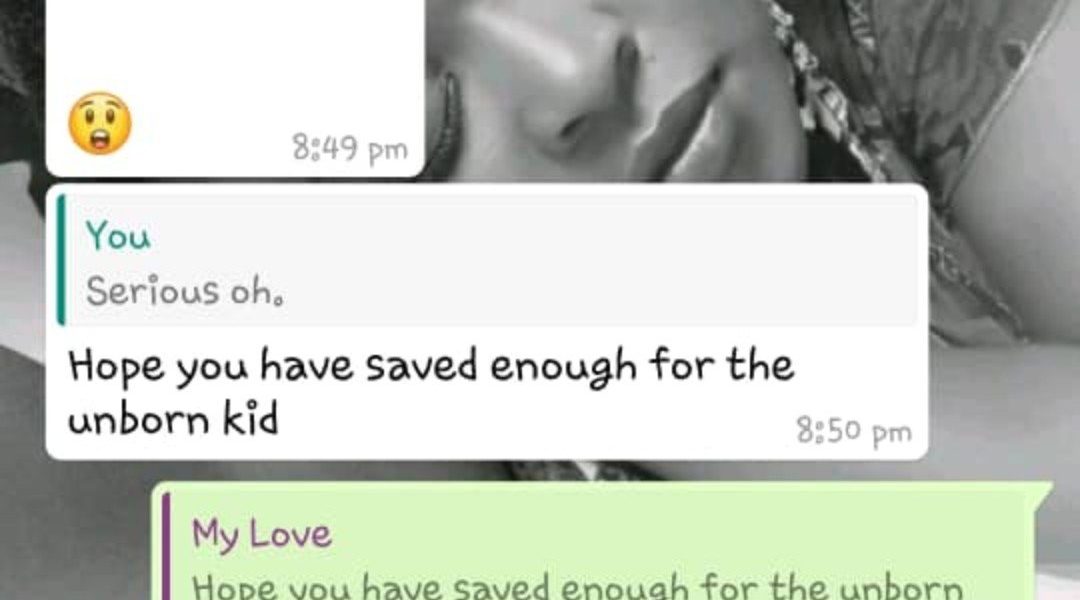 😲
8:49 pm
You
Serious oh.
Hope you have saved enough for the
unborn kid
8:50 pm
My Love
Hope you have saved enough for the unborn